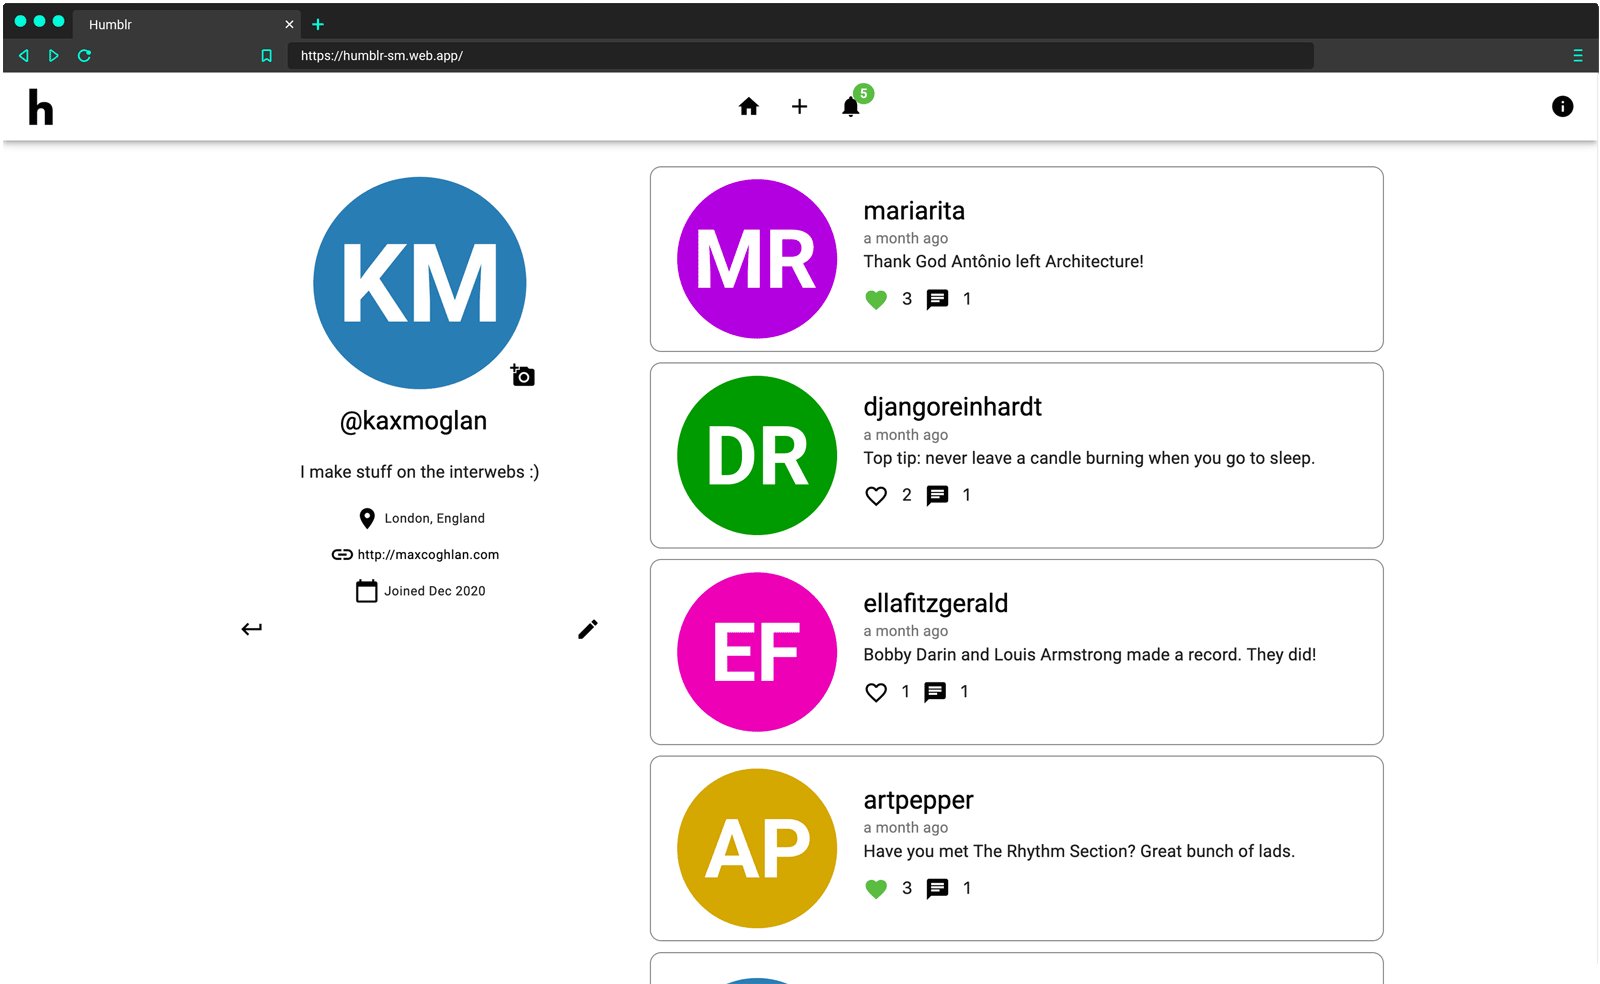 Humblr
https://humblr-sm.web.app/
h
5
KM
@kaxmoglan
I make stuff on the interwebs :)
London, England
http://maxcoghlan.com
Joined Dec 2020
MR
mariarita
a month ago
Thank God Antônio left Architecture!
3 1
DR
djangoreinhardt
a month ago
Top tip: never leave a candle burning when you go to sleep.
2 1
EF
ellafitzgerald
a month ago
Bobby Darin and Louis Armstrong made a record. They did!
1 1
AP
artpepper
a month ago
Have you met The Rhythm Section? Great bunch of lads.
3 1